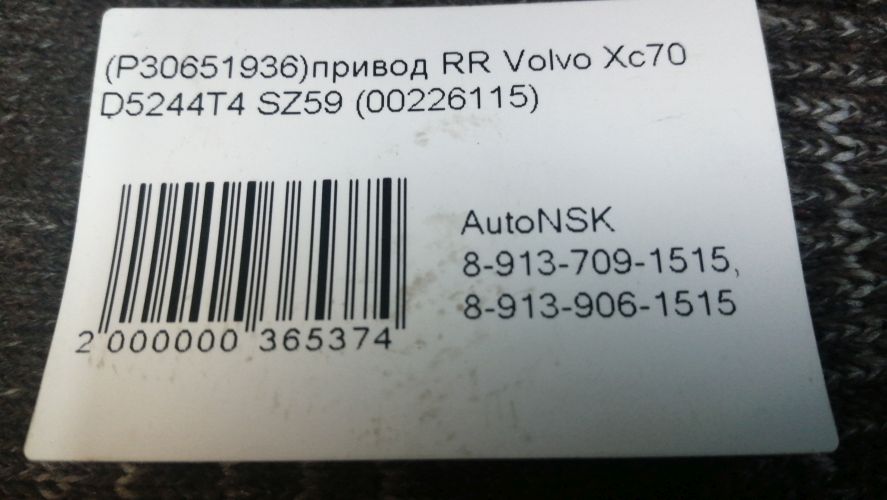 (P30651936)привод RR Volvo Xc70
D5244T4 SZ59 (00226115)
AutoNSK
8-913-709-1515,
8-913-906-1515
2 000000 365374